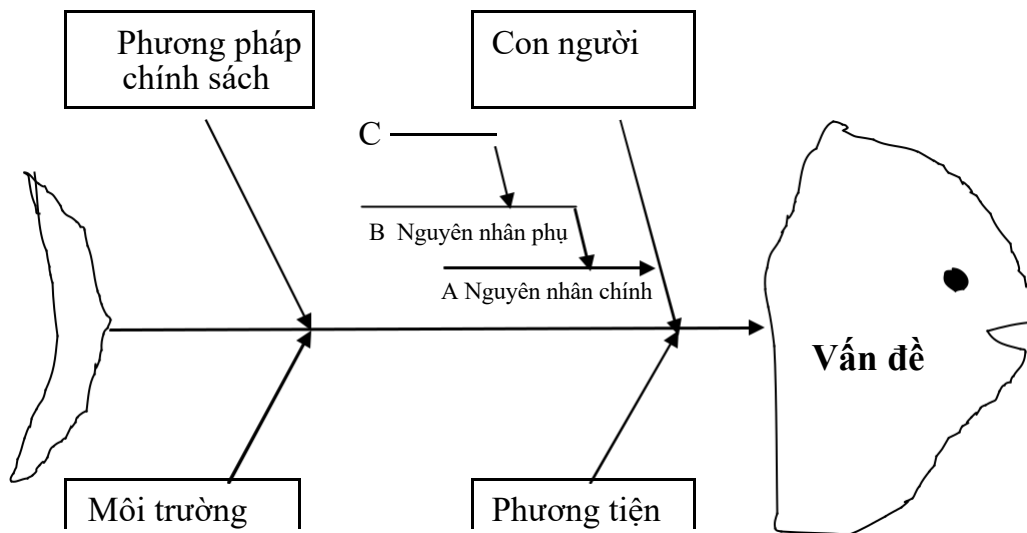 Phương pháp
chính sách
Con người
C
B Nguyên nhân phụ
A Nguyên nhân chính
Vấn đề
Môi trường
Phương tiện